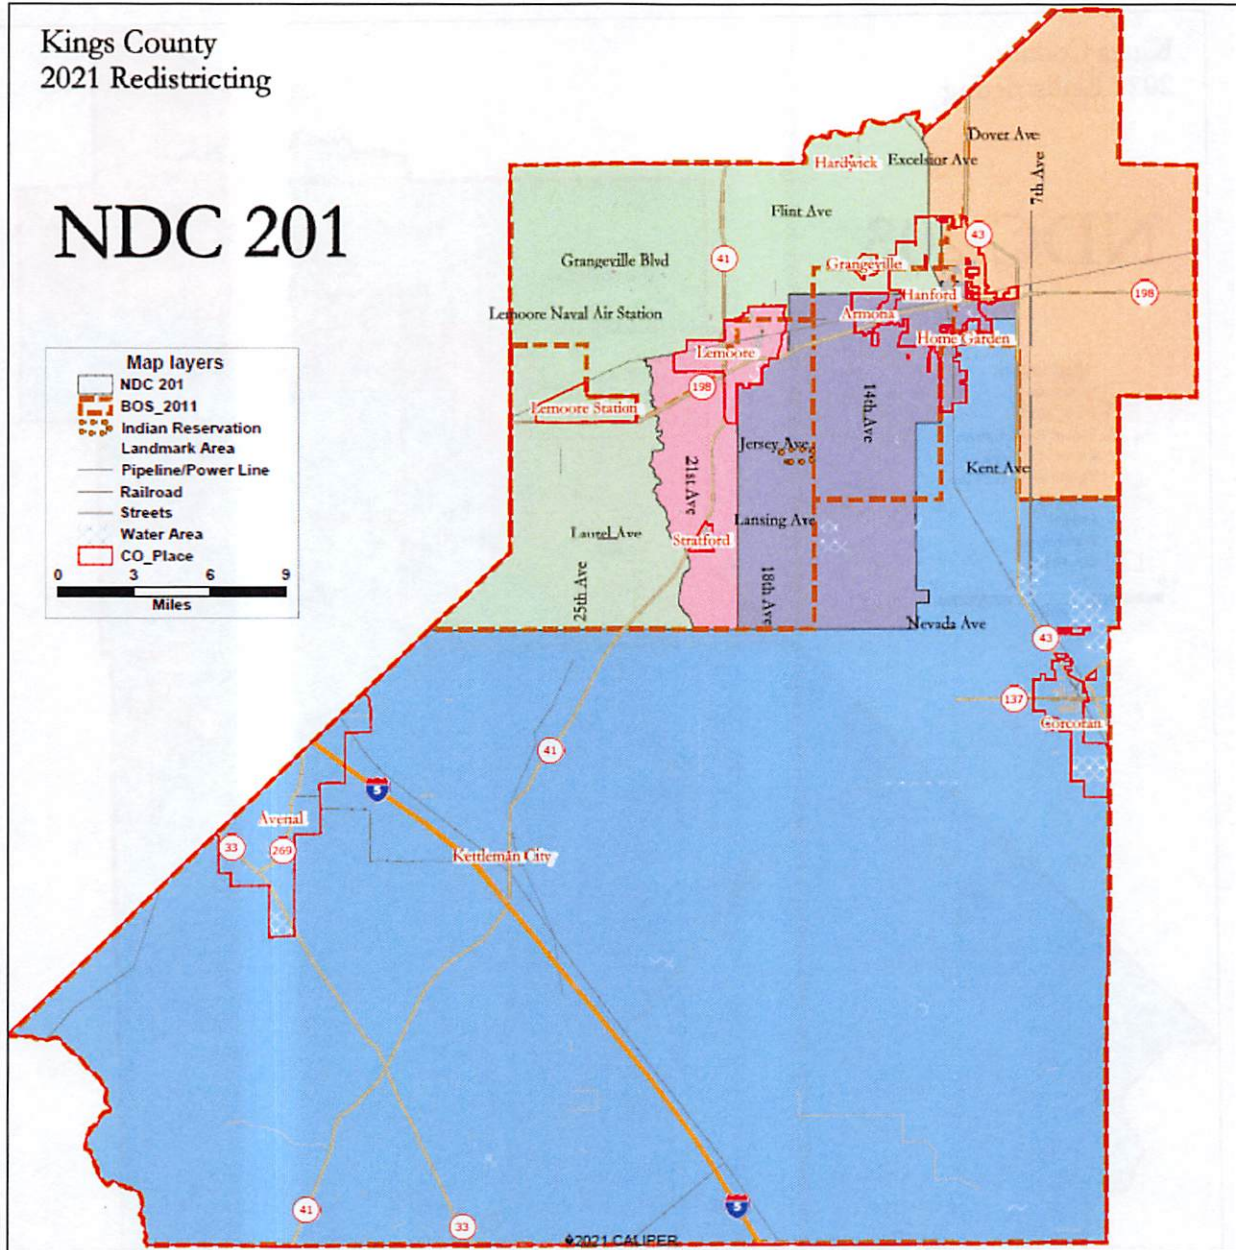 Kings County
2021 Redistricting
NDC 201
Dover Ave
Hardwick
Excelsior Ave
7th Ave
Flint Ave
43
41
Grangeville Blvd
Grangeville
Hanford
198
Lemoore Naval Air Station
Armona
Home Garden
Lemoore
198
Lemoore Station
14th Ave
Jersey Ave
Kent Ave
21st Ave
Lansing Ave
Laurel Ave
Stratford
25th Ave
18th Ave
Nevada Ave
43
137
Corcoran
41
5
Avenal
33
269
Kettleman City
41
33
5
Map layers
NDC 201
BOS_2011
Indian Reservation
Landmark Area
Pipeline/Power Line
Railroad
Streets
Water Area
CO_Place
0 3 6 9
Miles
©2021 CALIPER